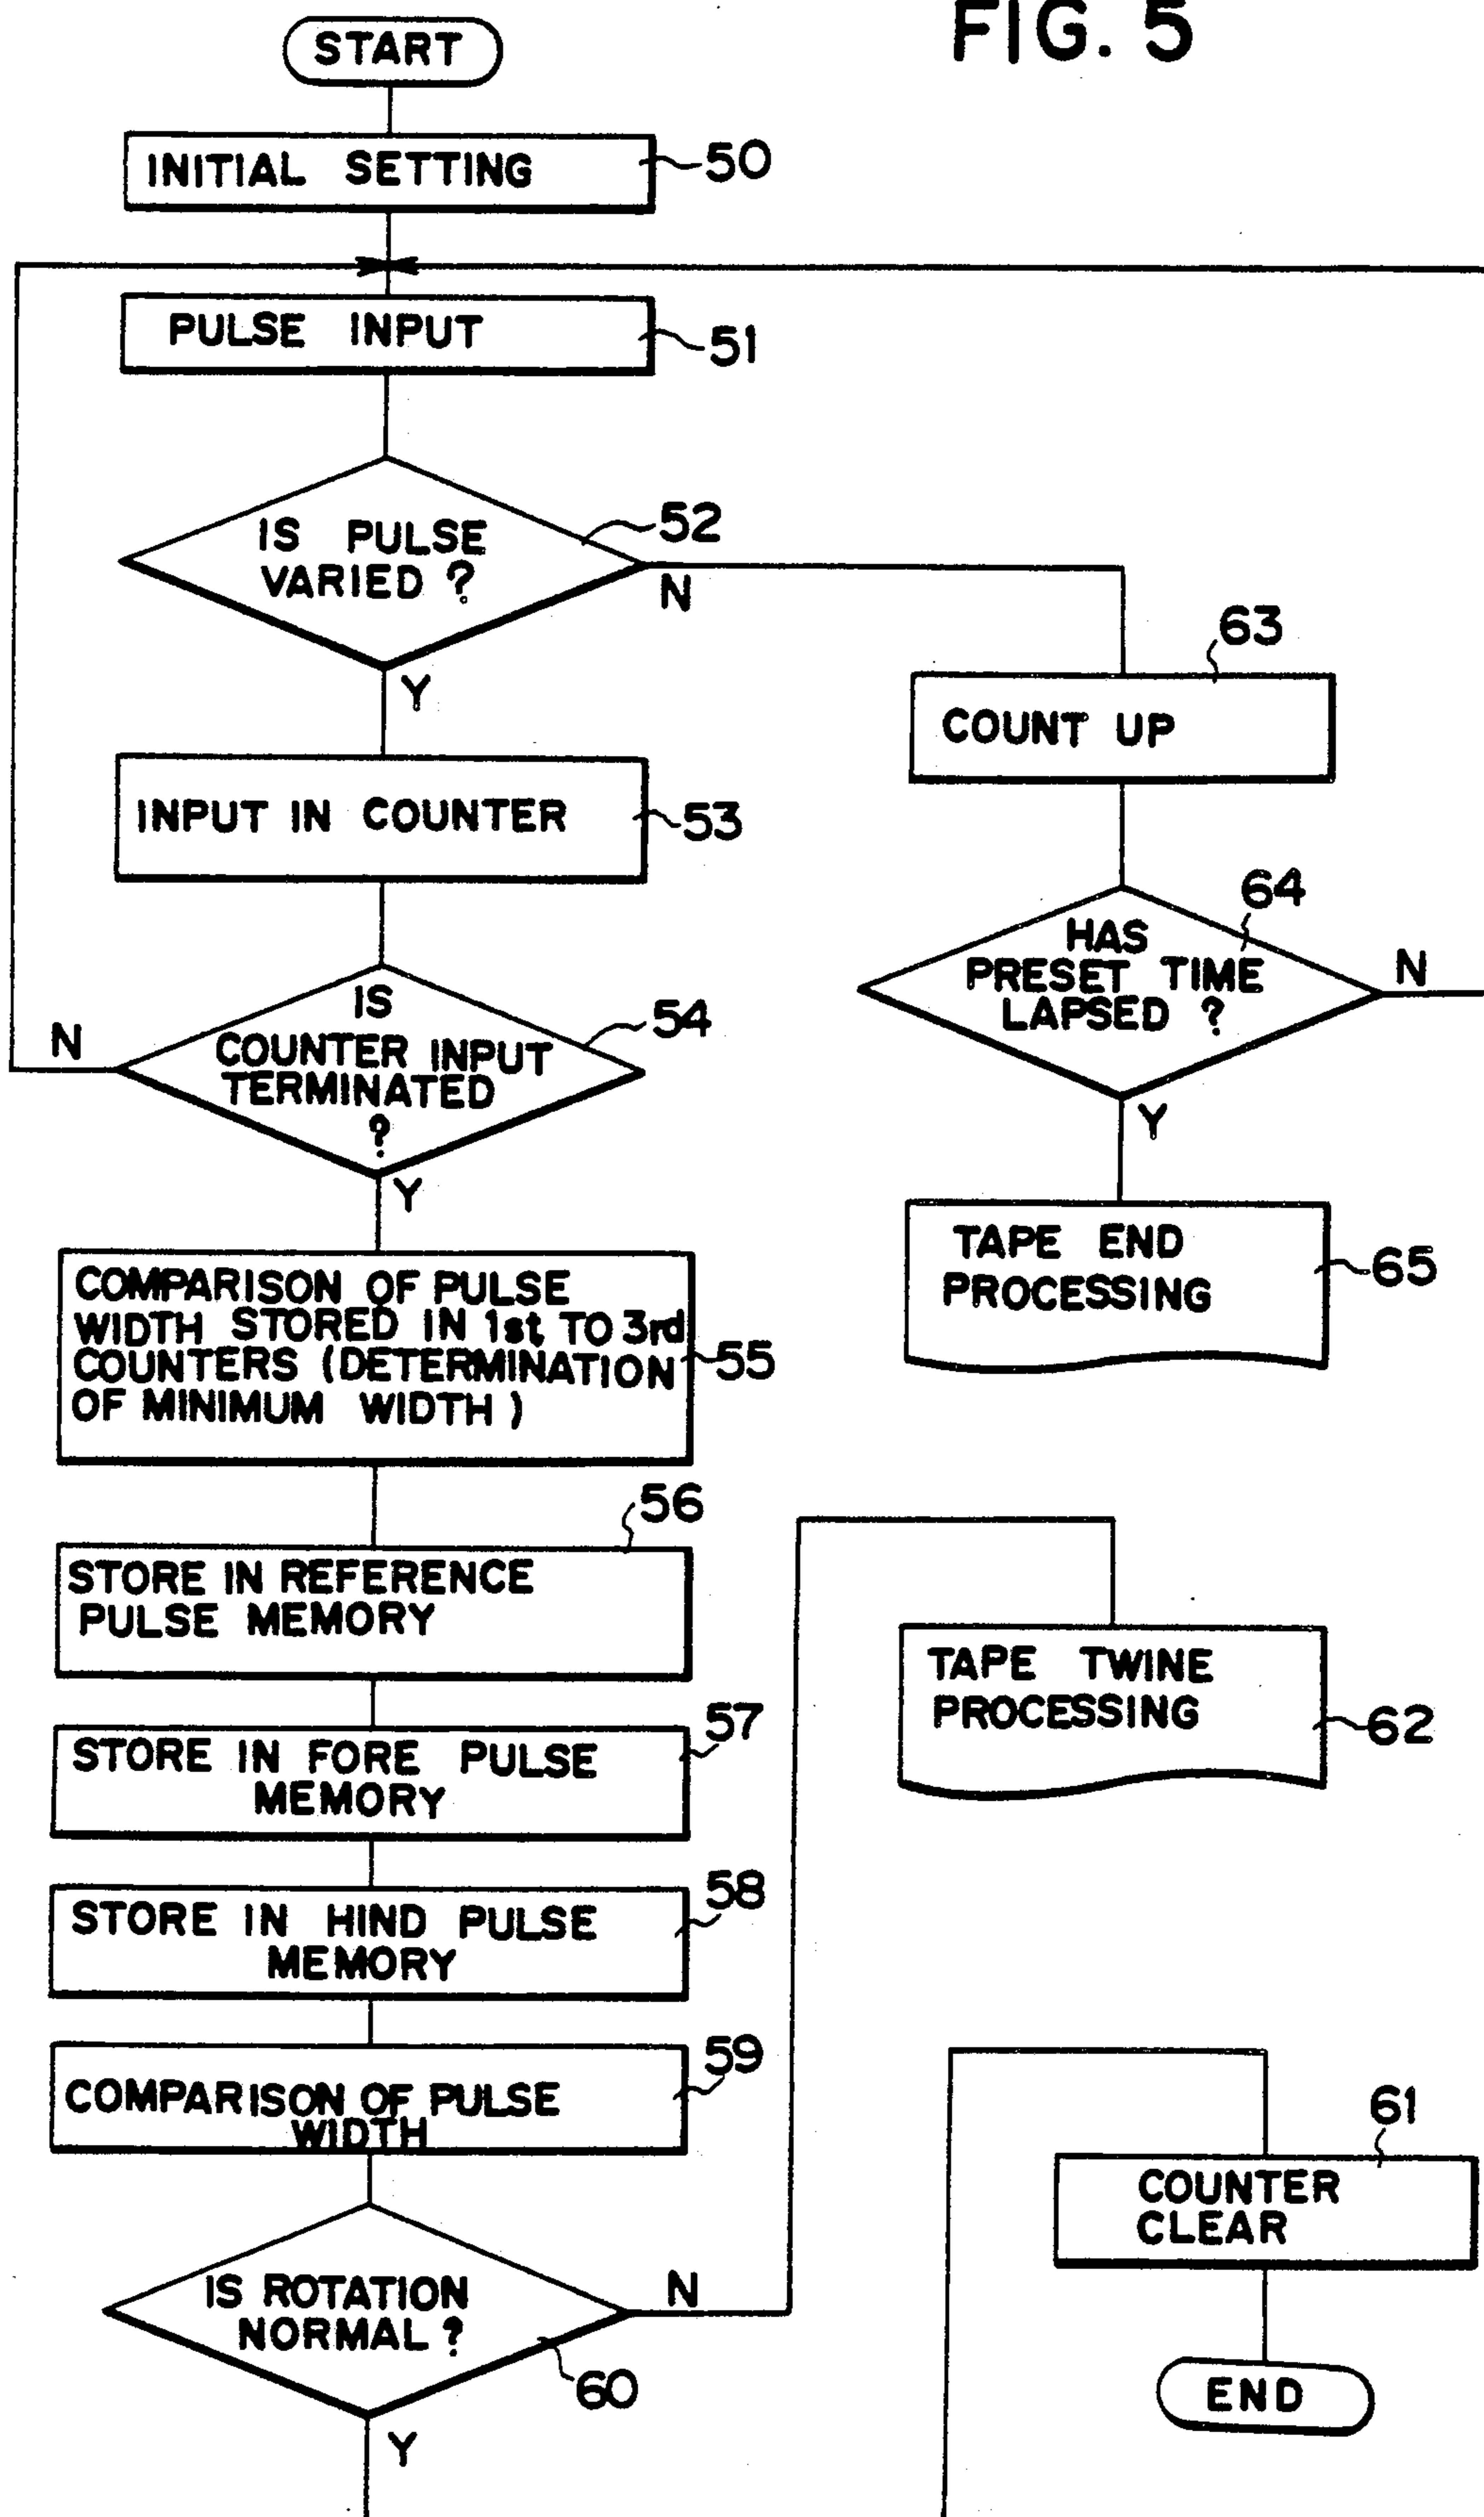 FIG. 5
START
INITIAL SETTING
50
PULSE INPUT
51
IS PULSE
VARIED ?
52
N
Y
63
COUNT UP
INPUT IN COUNTER
53
64
HAS
PRESET TIME
LAPSED ?
N
Y
IS
COUNTER INPUT
TERMINATED
?
54
N
Y
TAPE END
PROCESSING
65
COMPARISON OF PULSE
WIDTH STORED IN 1st TO 3rd
COUNTERS (DETERMINATION
OF MINIMUM WIDTH)
55
56
STORE IN REFERENCE
PULSE MEMORY
TAPE TWINE
PROCESSING
62
57
STORE IN FORE PULSE
MEMORY
58
STORE IN HIND PULSE
MEMORY
59
COMPARISON OF PULSE
WIDTH
61
COUNTER
CLEAR
IS ROTATION
NORMAL ?
N
60
Y
END